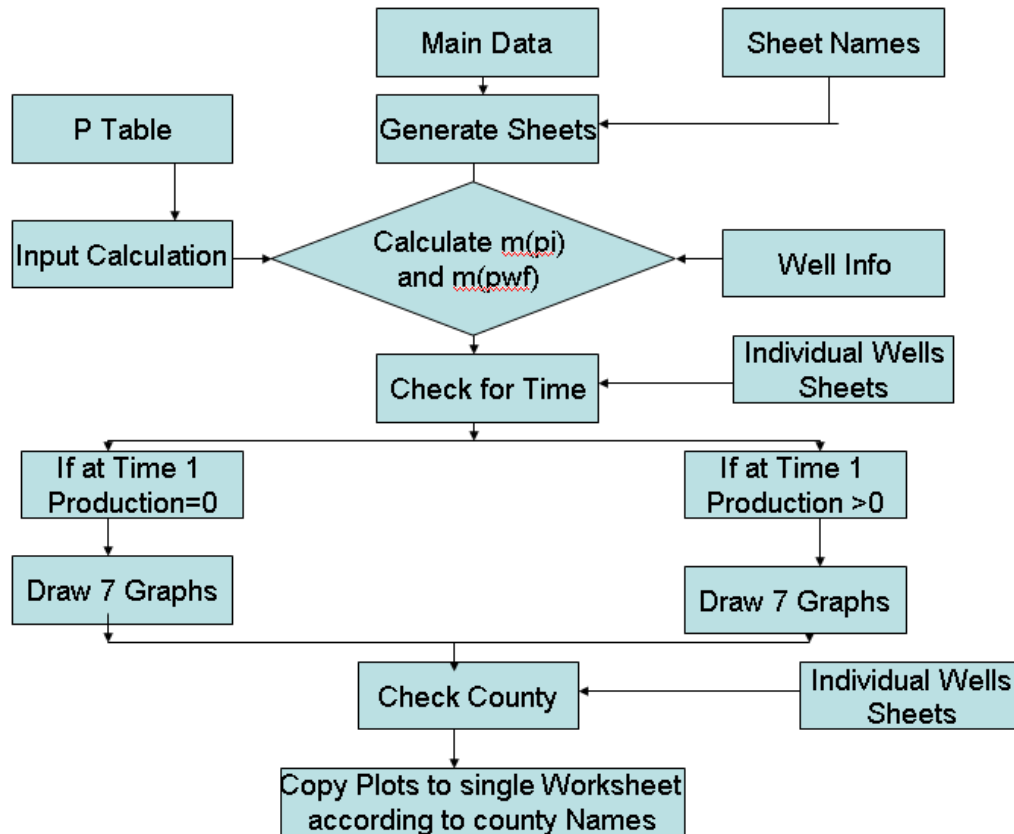 Main Data
Sheet Names
P Table
Generate Sheets
Input Calculation
Calculate m(pi)
and m(pwf)
Well Info
Individual Wells
Sheets
Check for Time
If at Time 1
Production=0
If at Time 1
Production >0
Draw 7 Graphs
Draw 7 Graphs
Check County
Individual Wells
Sheets
Copy Plots to single Worksheet
according to county Names